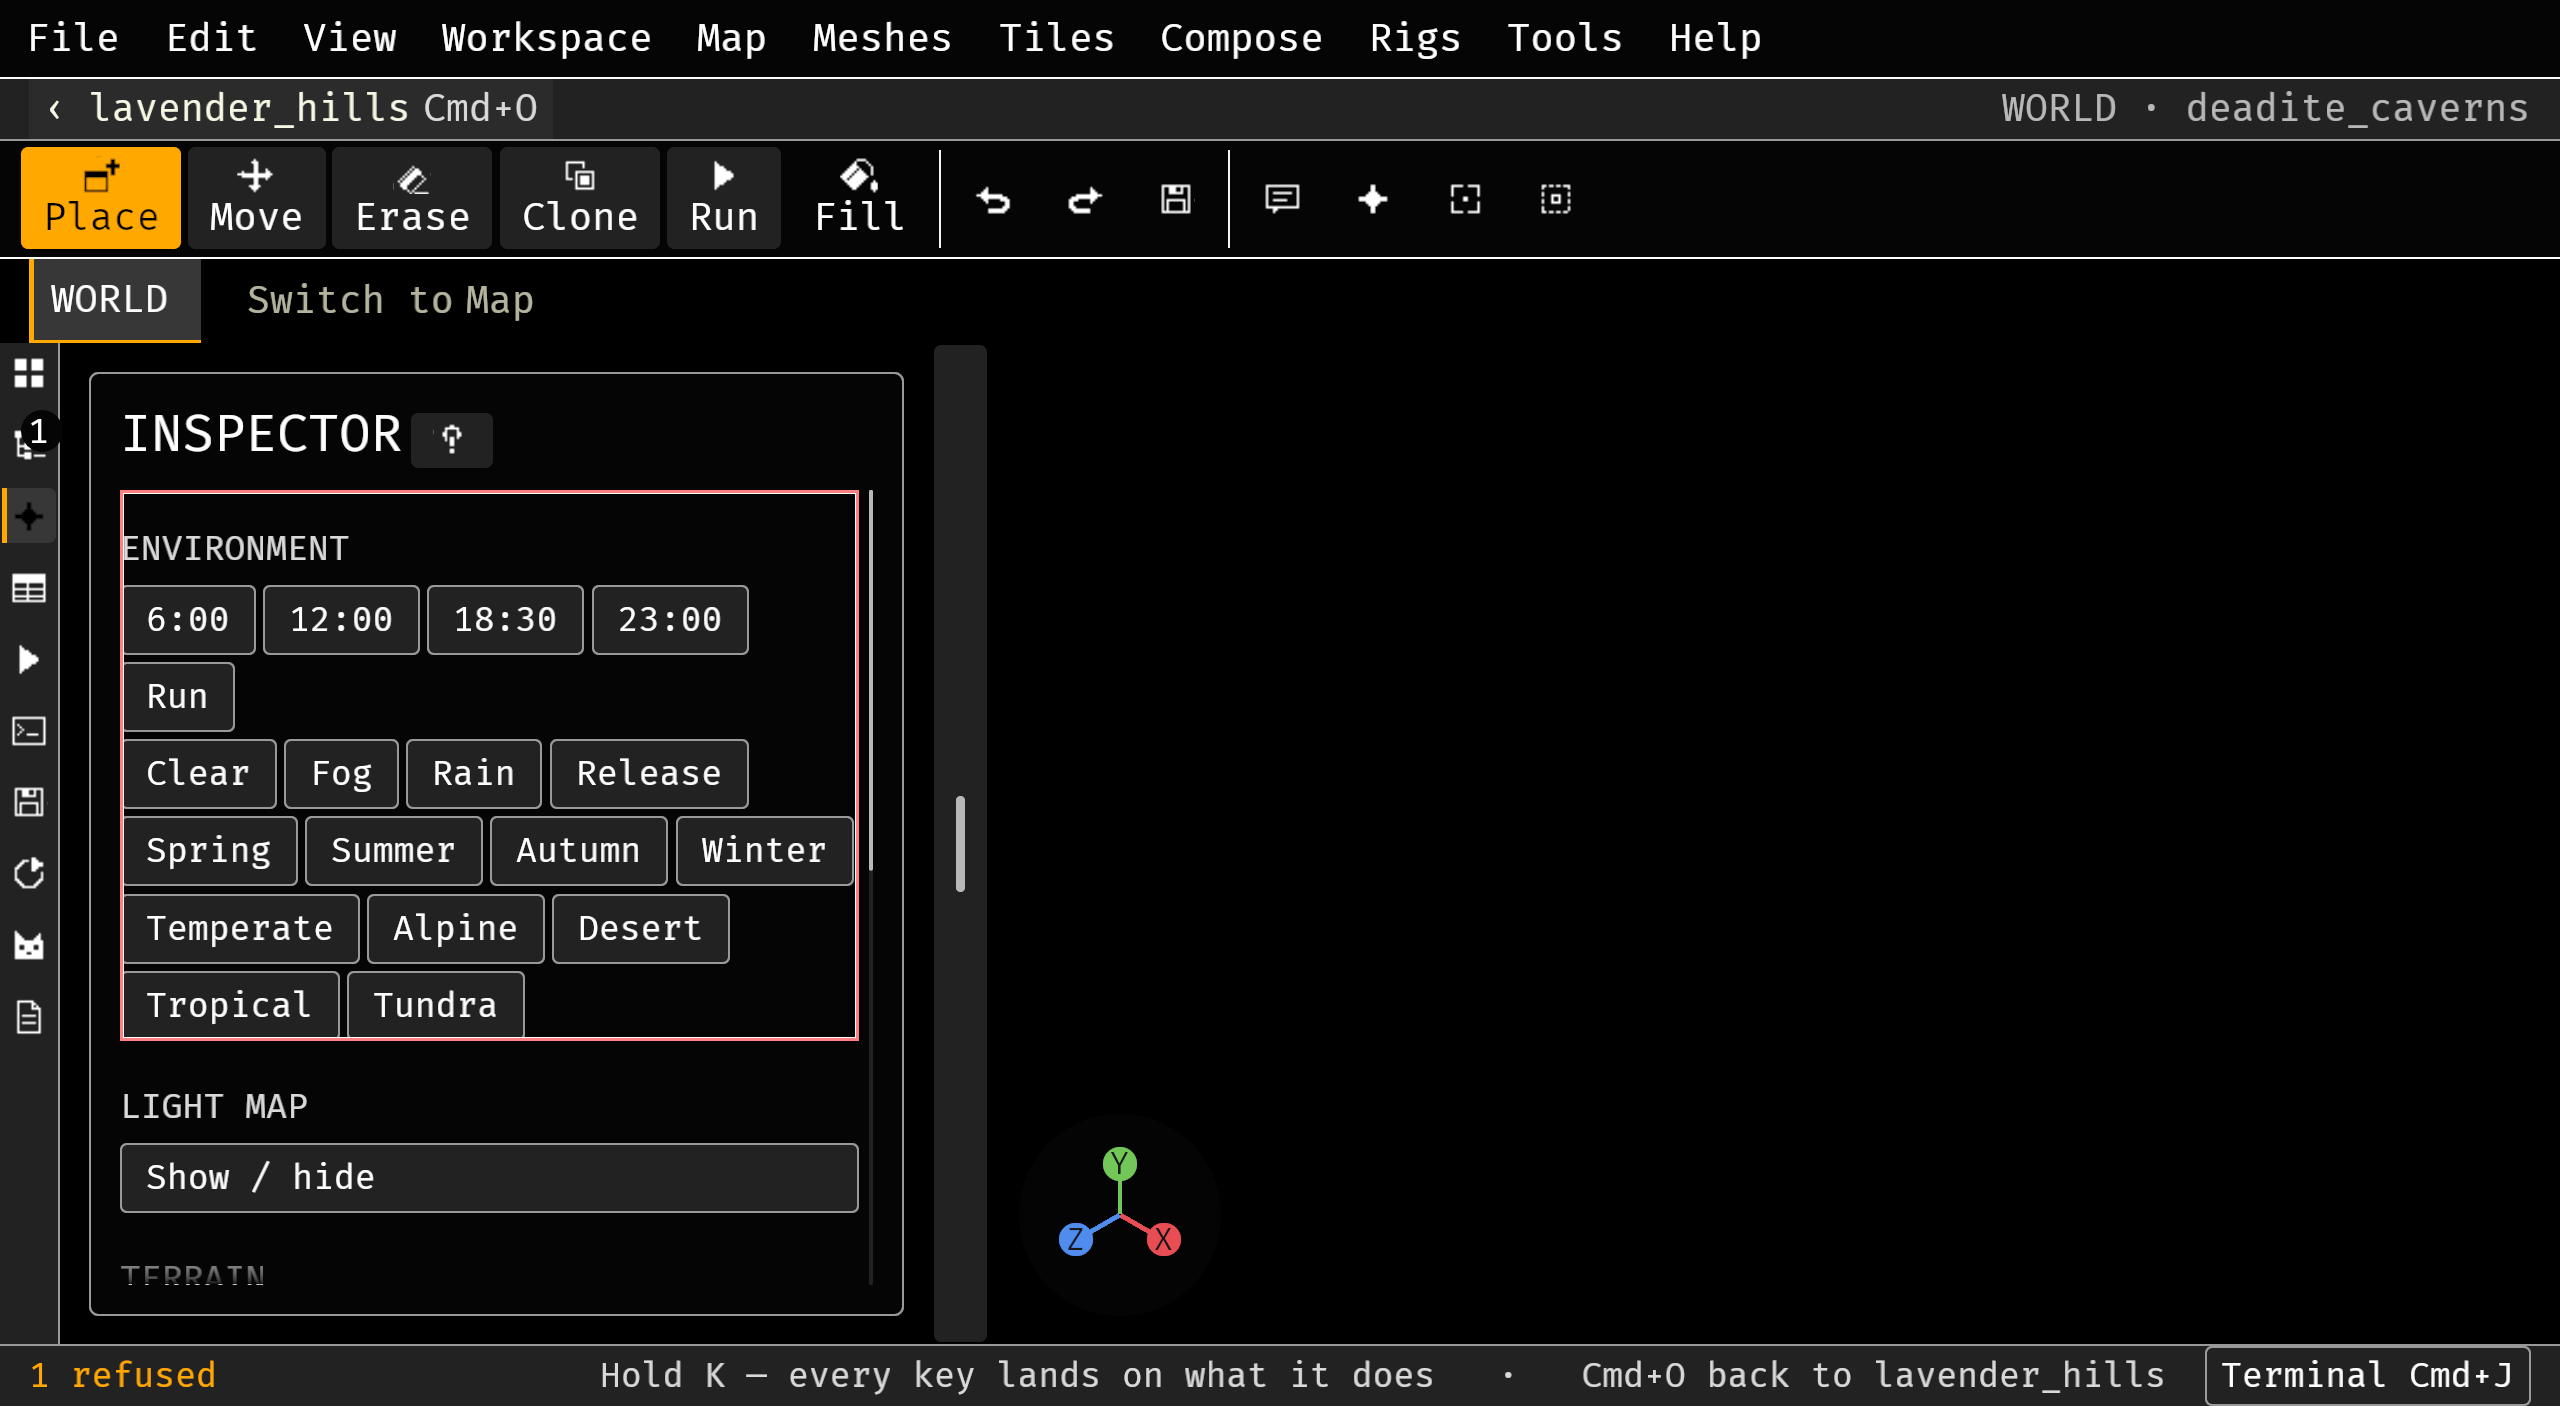 File Edit View Workspace Map Meshes Tiles Compose Rigs Tools Help
‹ lavender_hills Cmd+O WORLD · deadite_caverns
Place Move Erase Clone Run Fill
WORLD Switch to Map
1
INSPECTOR ?
ENVIRONMENT
6:00 12:00 18:30 23:00
Run
Clear Fog Rain Release
Spring Summer Autumn Winter
Temperate Alpine Desert
Tropical Tundra
LIGHT MAP
Show / hide
TERRAIN
Y
Z X
1 refused Hold K — every key lands on what it does · Cmd+O back to lavender_hills Terminal Cmd+J